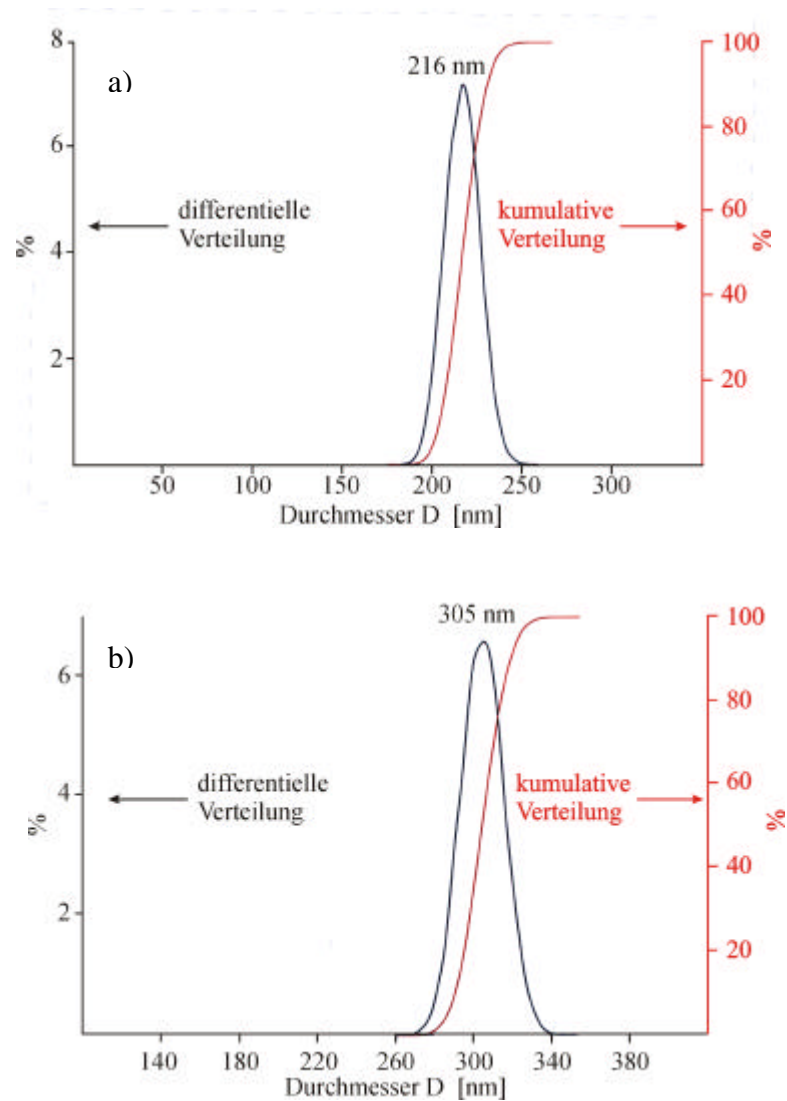 a)
216 nm
8
6
4
2
%
differentielle
Verteilung
kumulative
Verteilung
100
80
60
40
20
%
50 100 150 200 250 300
Durchmesser D [nm]
b)
305 nm
6
4
2
%
differentielle
Verteilung
kumulative
Verteilung
100
80
60
40
20
%
140 180 220 260 300 340 380
Durchmesser D [nm]